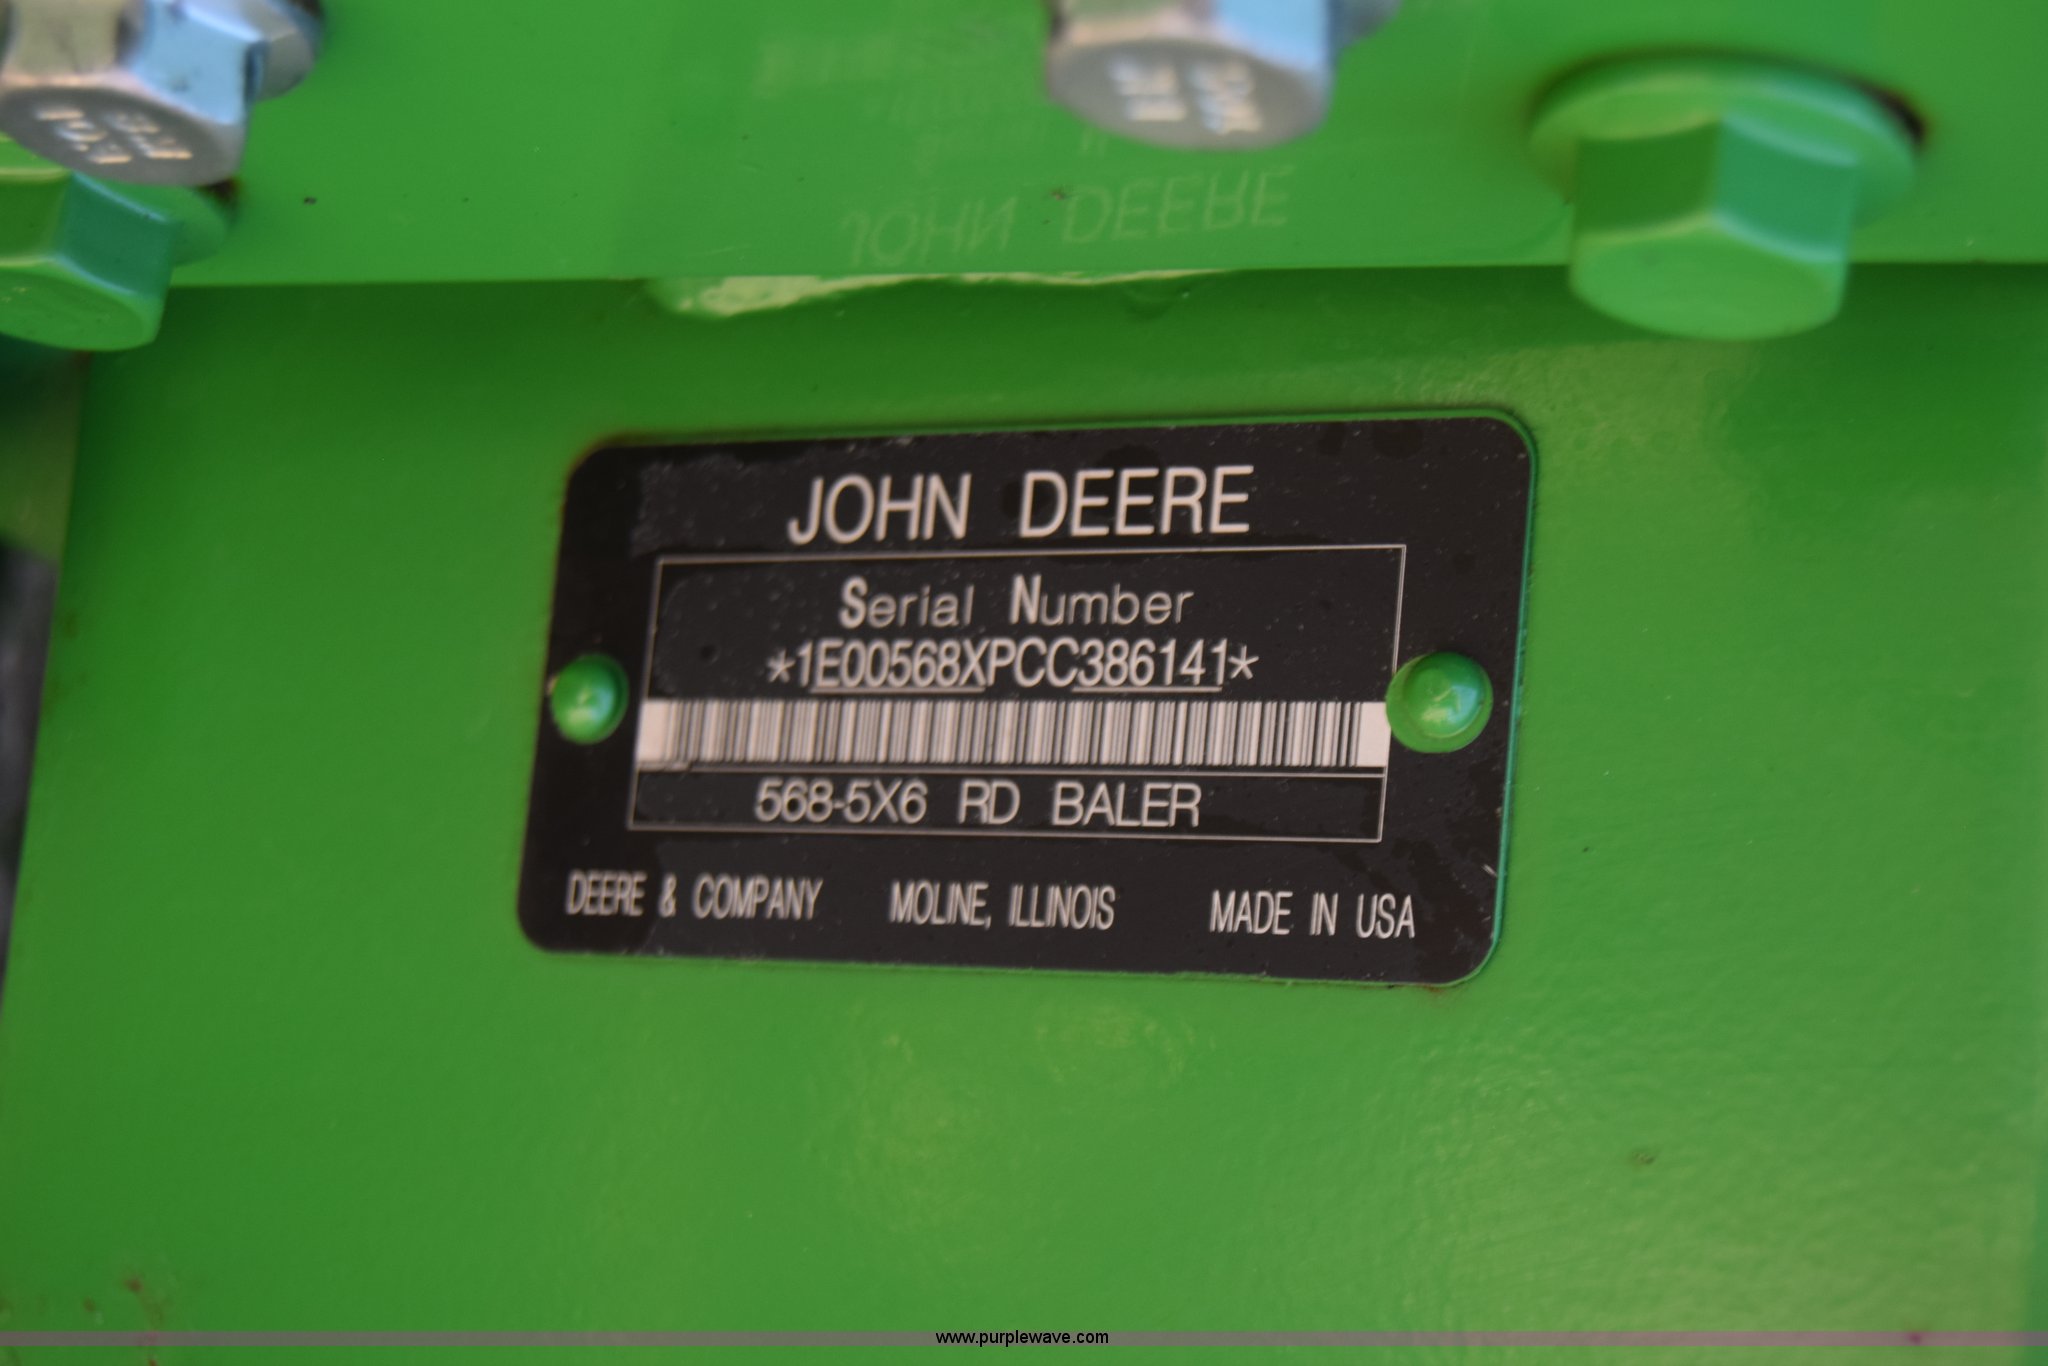 JOHN DEERE
JOHN DEERE
Serial Number
*1E00568XPCC386141*
568-5X6 RD BALER
DEERE & COMPANY MOLINE, ILLINOIS MADE IN USA
www.purplewave.com